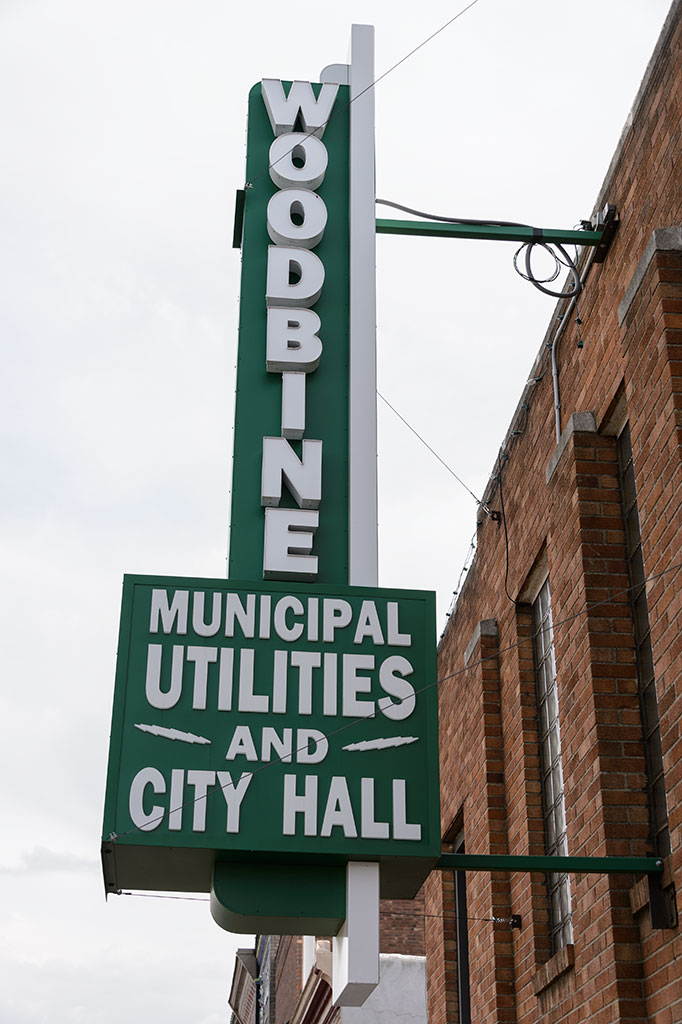 WOODBINE
MUNICIPAL
UTILITIES
AND
CITY HALL